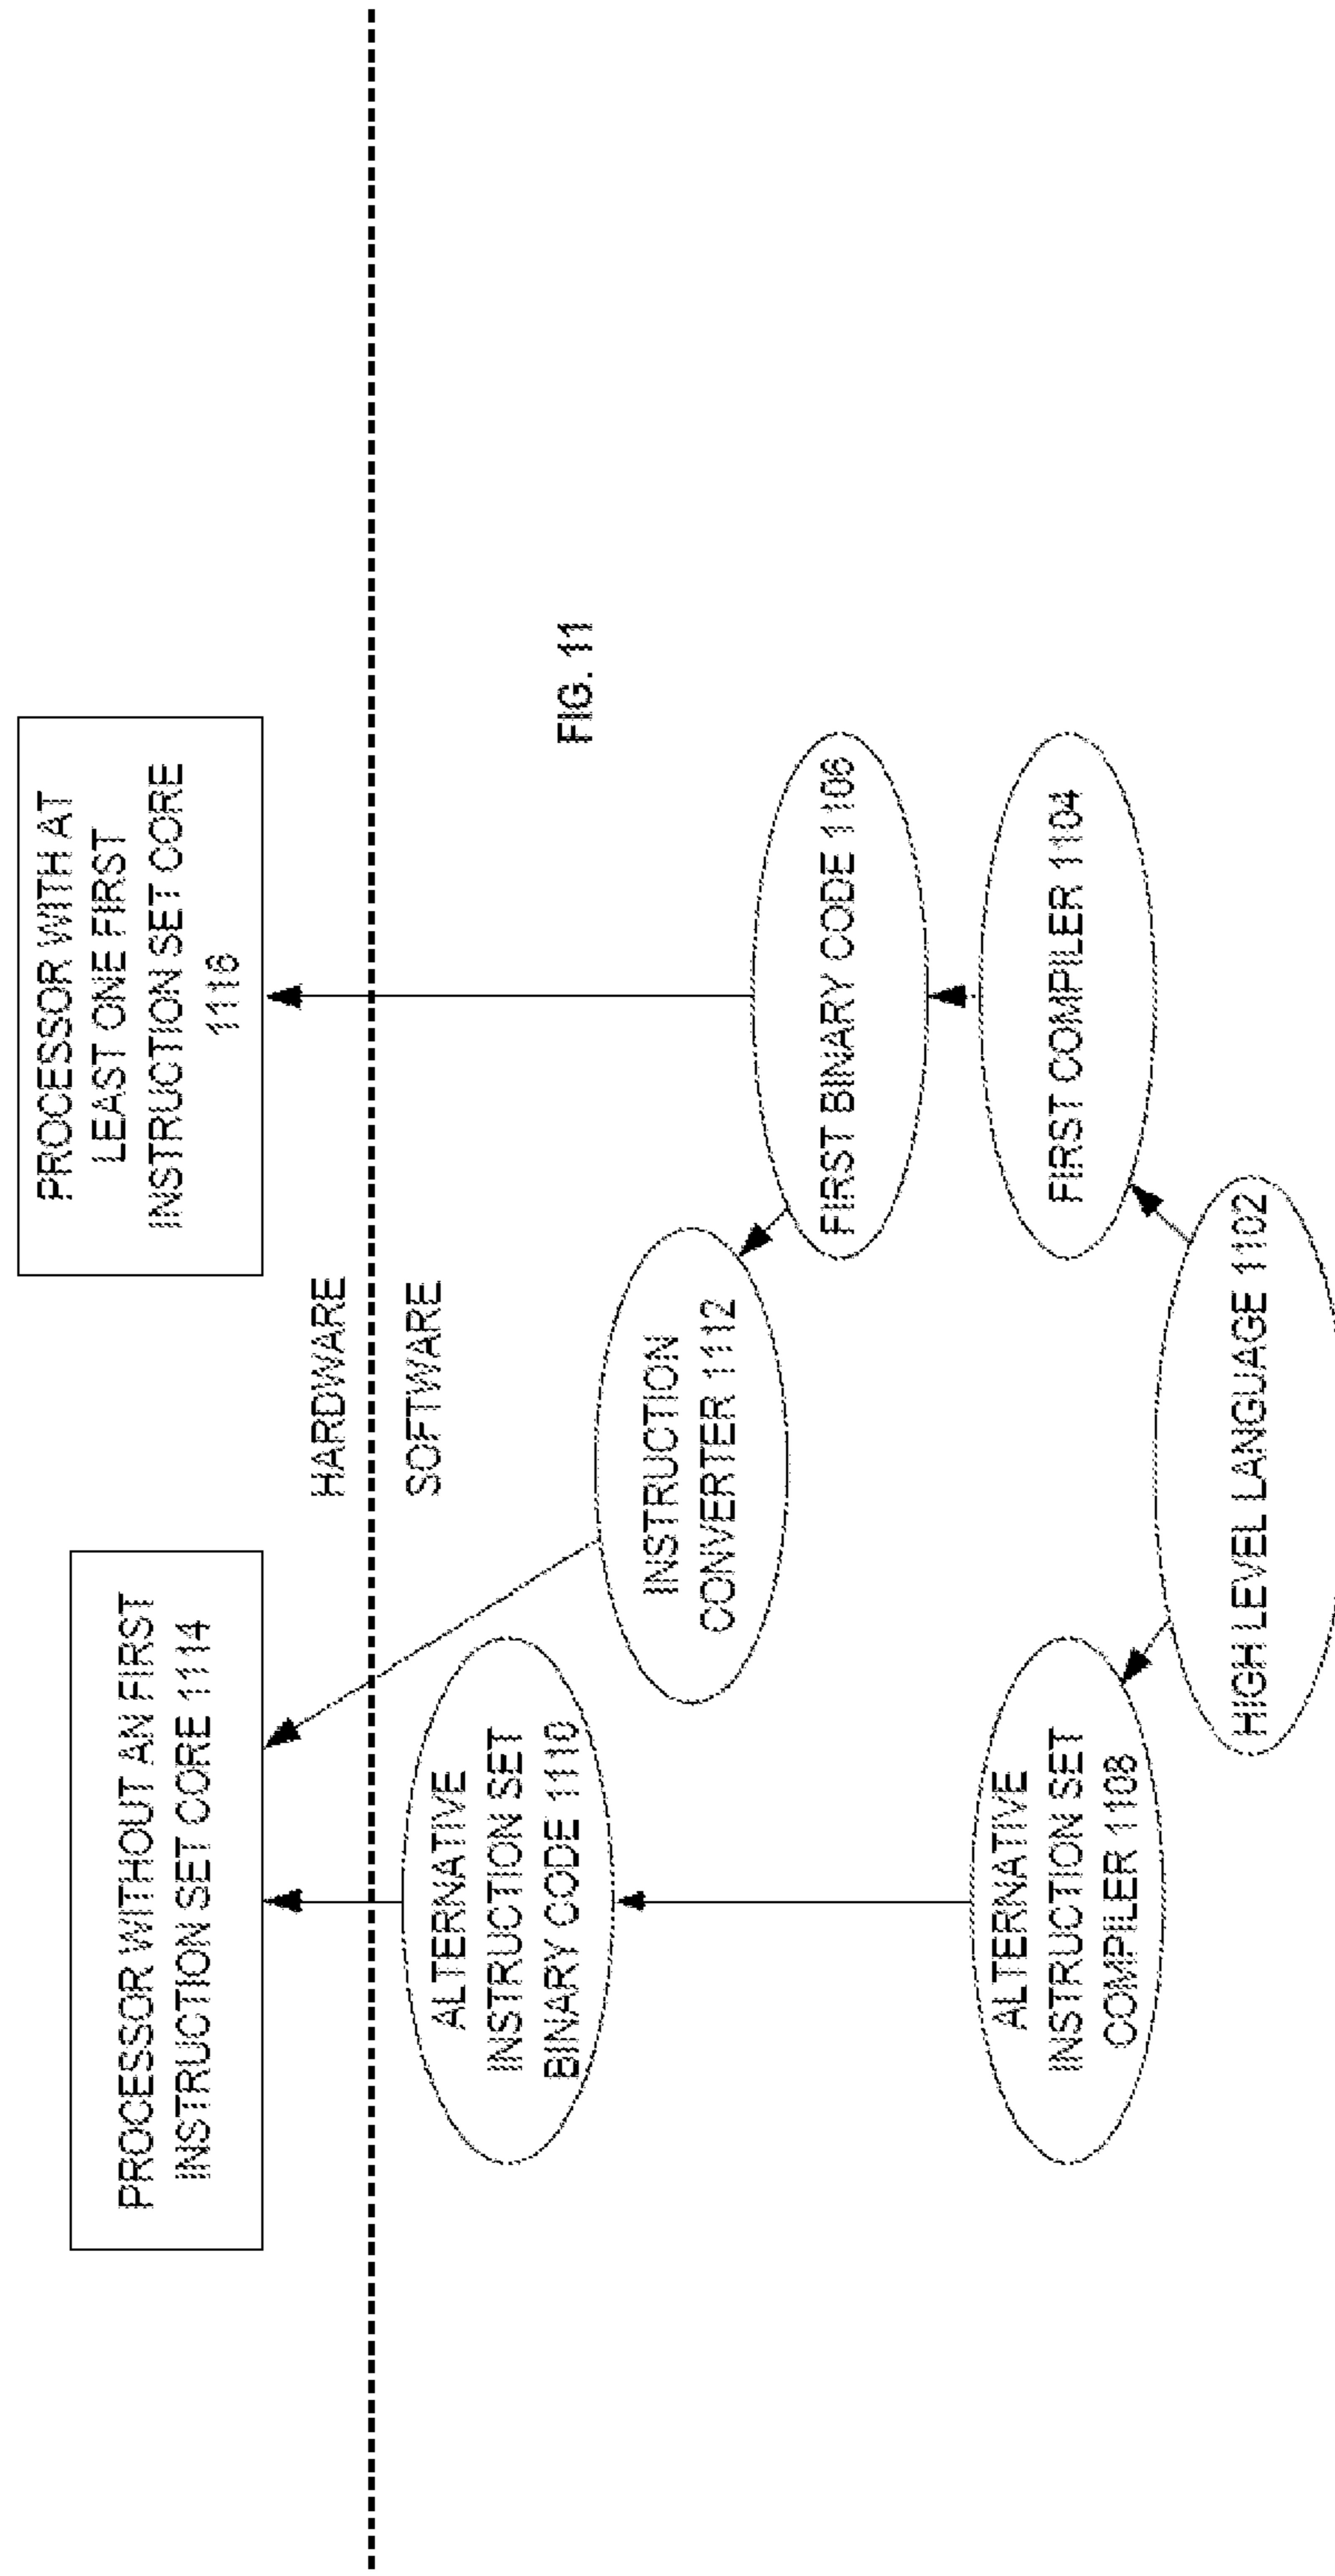 PROCESSOR WITHOUT AN FIRST
INSTRUCTION SET CORE 1114
PROCESSOR WITH AT
LEAST ONE FIRST
INSTRUCTION SET CORE
1116
HARDWARE
SOFTWARE
ALTERNATIVE
INSTRUCTION SET
BINARY CODE 1110
INSTRUCTION
CONVERTER 1112
FIG. 11
FIRST BINARY CODE 1106
ALTERNATIVE
INSTRUCTION SET
COMPILER 1108
FIRST COMPILER 1104
HIGH LEVEL LANGUAGE 1102